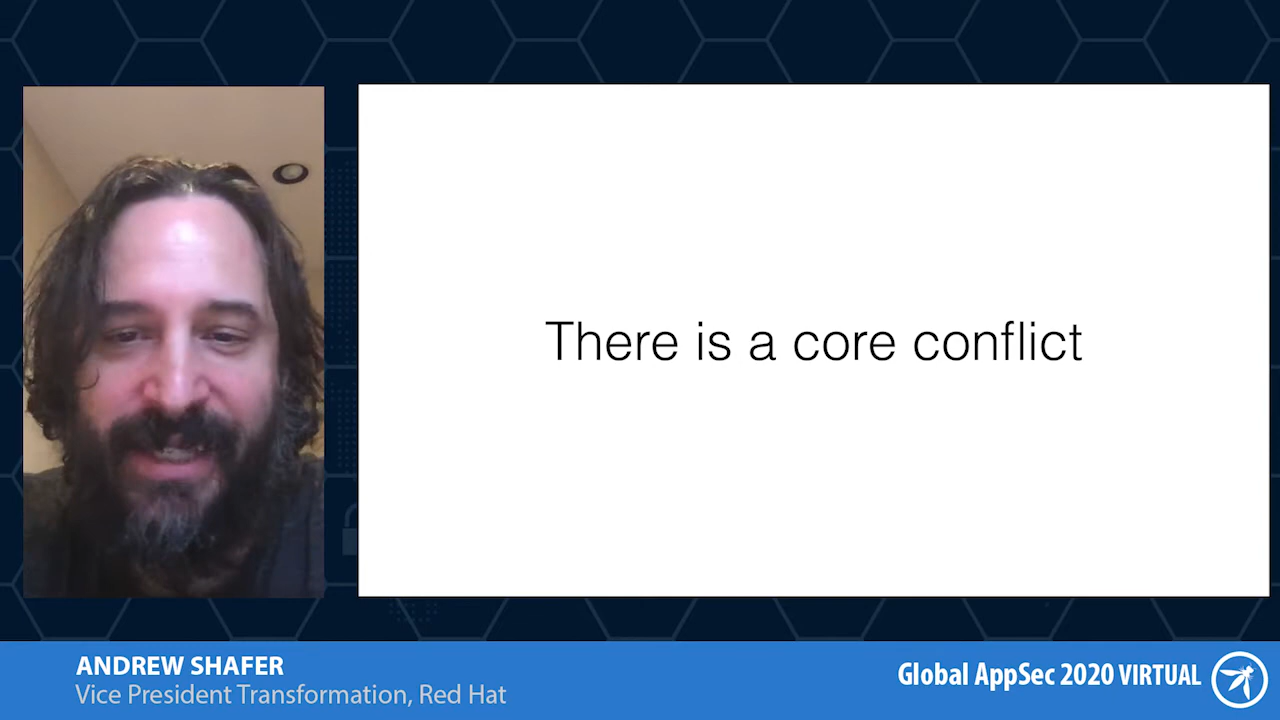 There is a core conflict
ANDREW SHAFER
Vice President Transformation, Red Hat
Global AppSec 2020 VIRTUAL